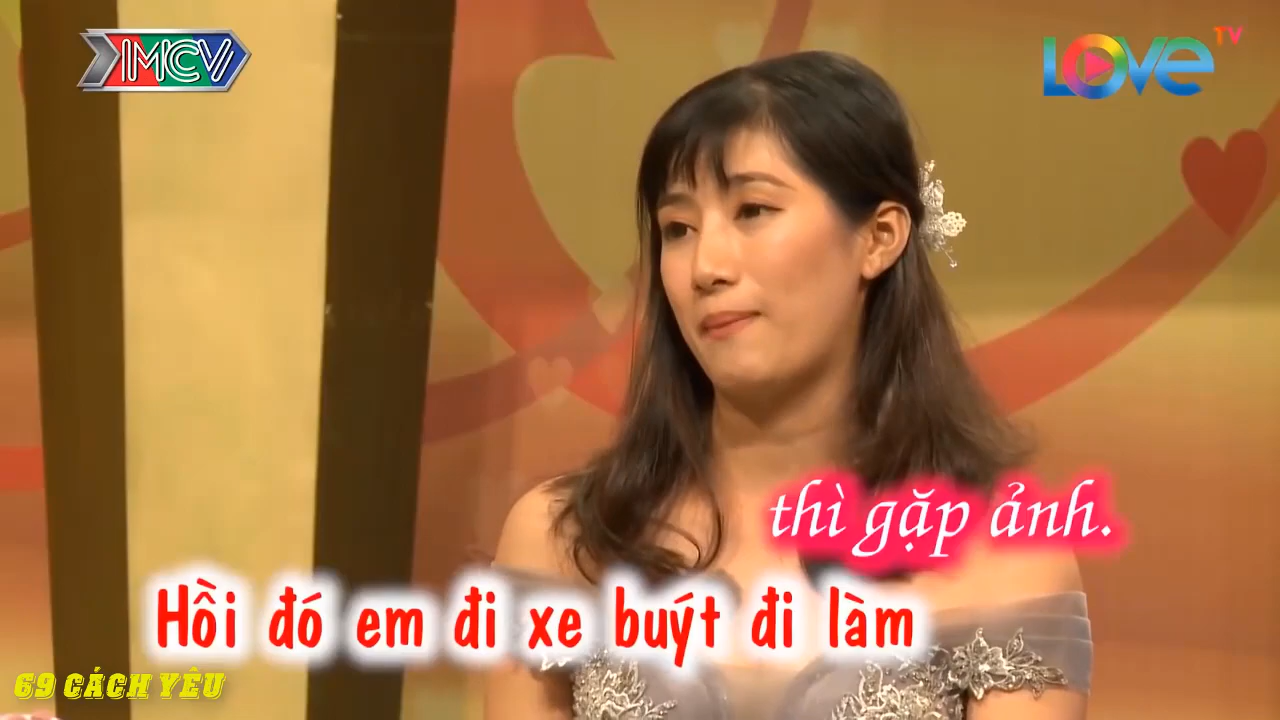 MCV
LOVE TV
thì gặp ảnh.
Hồi đó em đi xe buýt đi làm
69 CÁCH YÊU